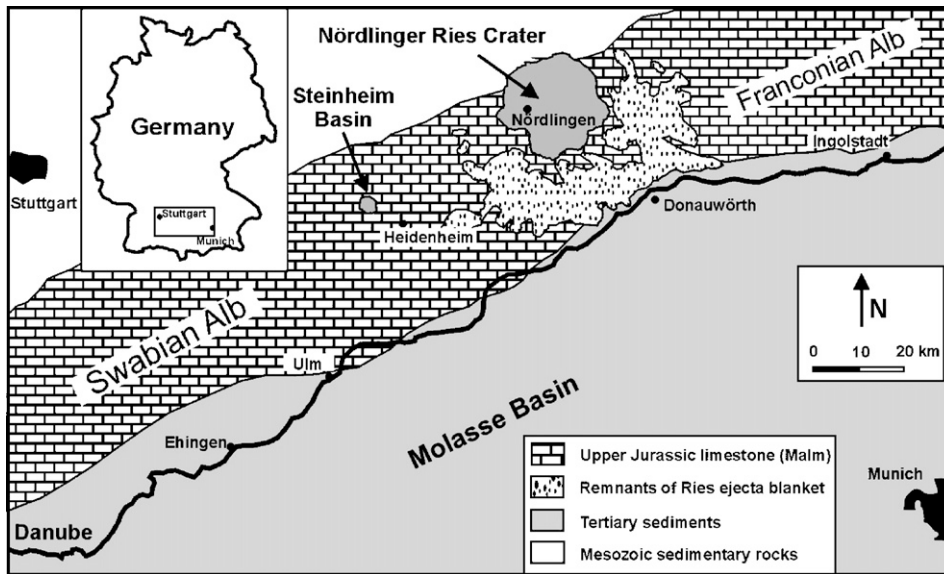 Nördlinger Ries Crater
Steinheim
Basin
Germany
Stuttgart
Munich
Stuttgart
Nördlingen
Franconian Alb
Ingolstadt
Donauwörth
Heidenheim
Swabian Alb
Ulm
Ehingen
Danube
Molasse Basin
Munich
N
0 10 20 km
Upper Jurassic limestone (Malm)
Remnants of Ries ejecta blanket
Tertiary sediments
Mesozoic sedimentary rocks